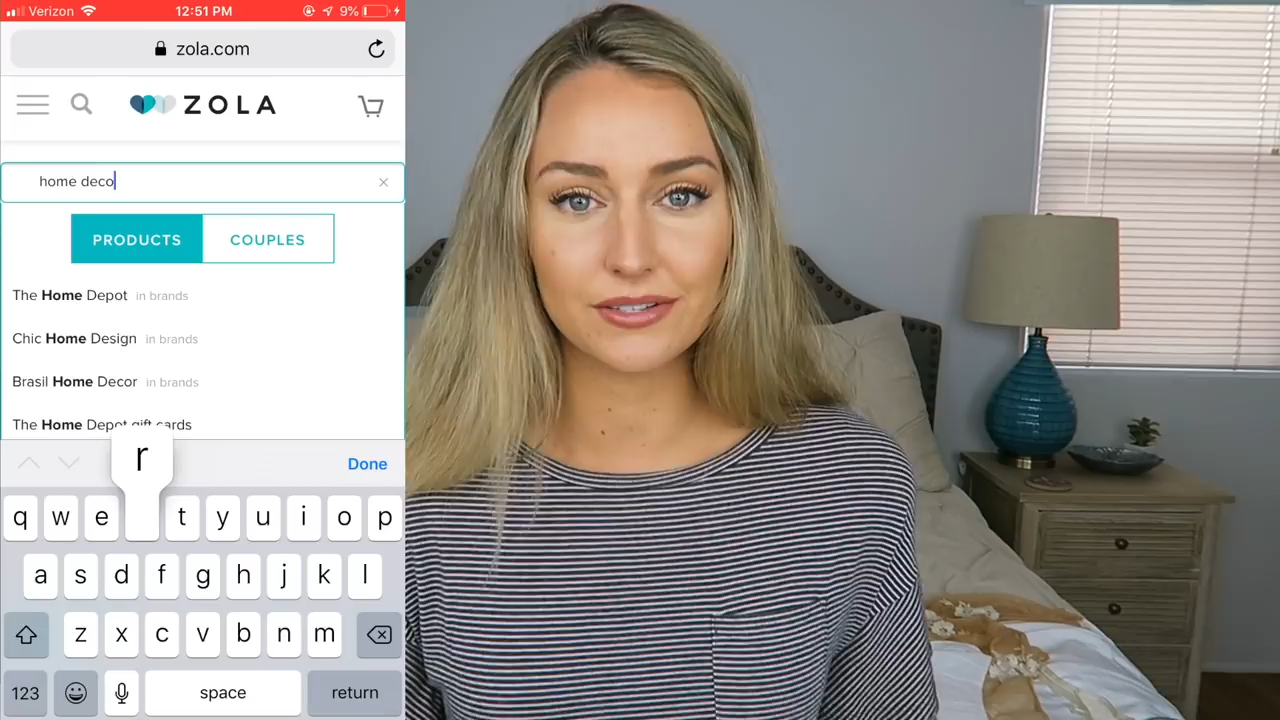 Verizon 12:51 PM 9%
zola.com
ZOLA
home deco
PRODUCTS COUPLES
The Home Depot in brands
Chic Home Design in brands
Brasil Home Decor in brands
The Home Depot gift cards
r
Done
q w e t y u i o p
a s d f g h j k l
z x c v b n m
123 space return